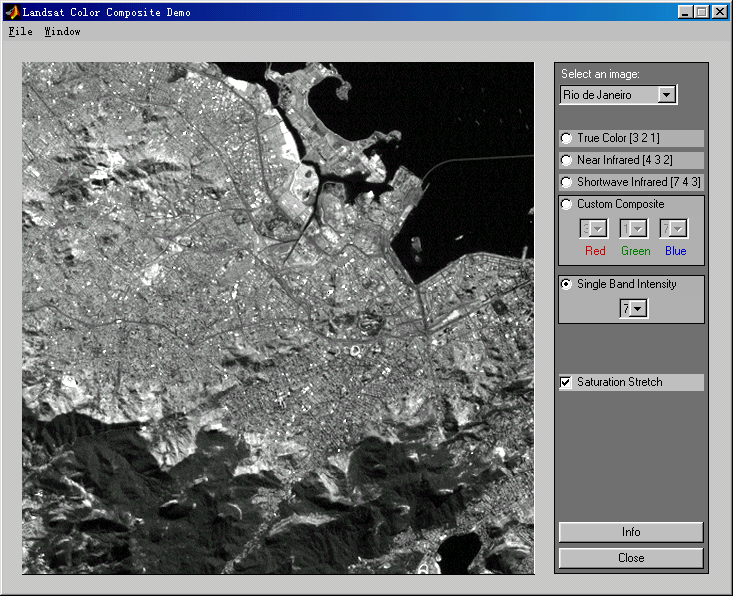 Landsat Color Composite Demo
File Window
Select an image:
Rio de Janeiro
True Color [3 2 1]
Near Infrared [4 3 2]
Shortwave Infrared [7 4 3]
Custom Composite
3 1 7
Red Green Blue
Single Band Intensity
7
Saturation Stretch
Info
Close